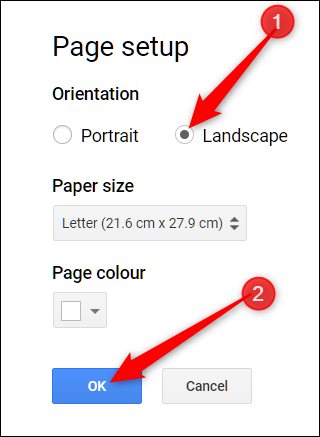 Page setup
1
Orientation
Portrait Landscape
Paper size
Letter (21.6 cm x 27.9 cm)
Page colour
2
OK Cancel